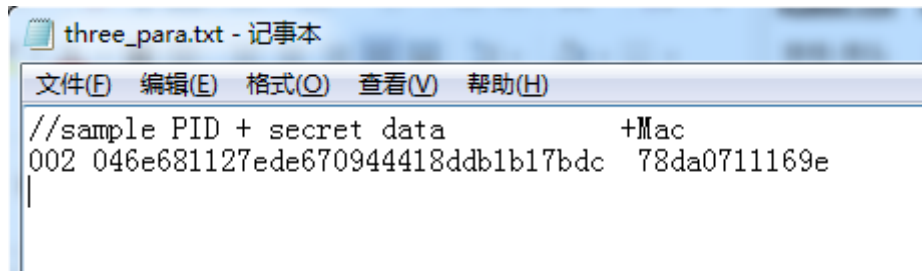 three_para.txt - 记事本
文件(F) 编辑(E) 格式(O) 查看(V) 帮助(H)
//sample PID + secret data +Mac
002 046e681127ede670944418ddb1b17bdc 78da0711169e